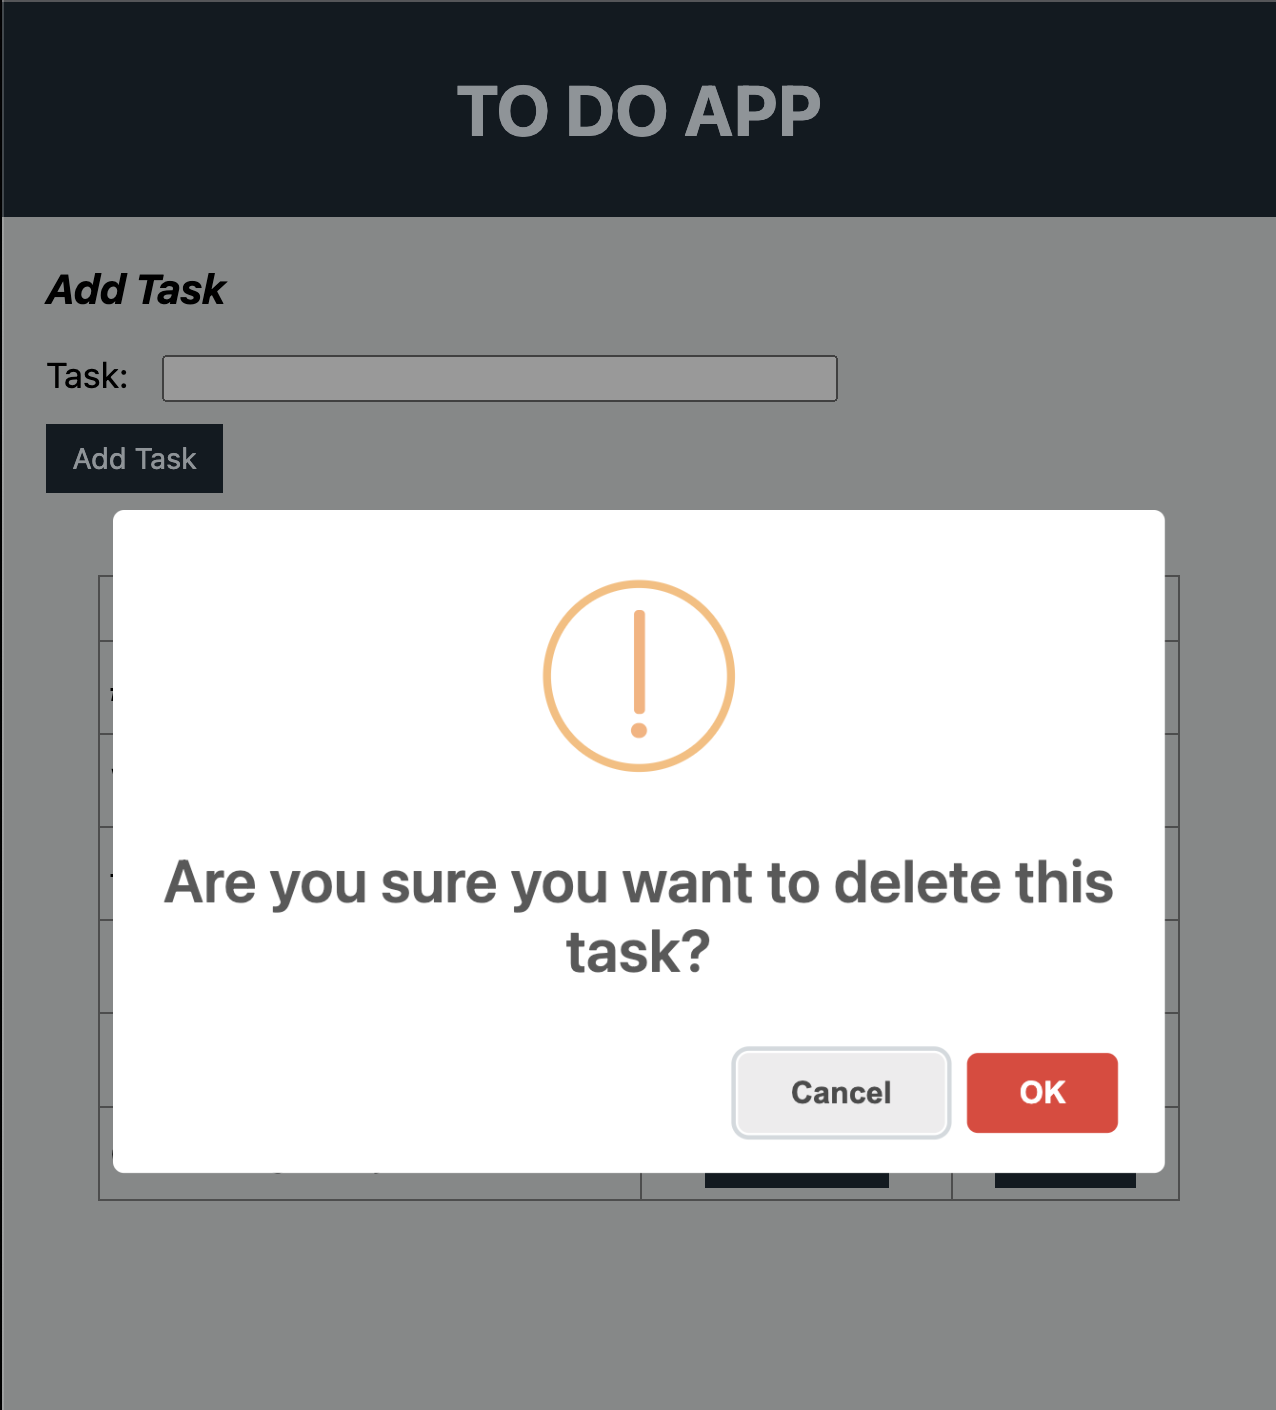 TO DO APP
Add Task
Task:
Add Task
Are you sure you want to delete this
task?
Cancel
OK